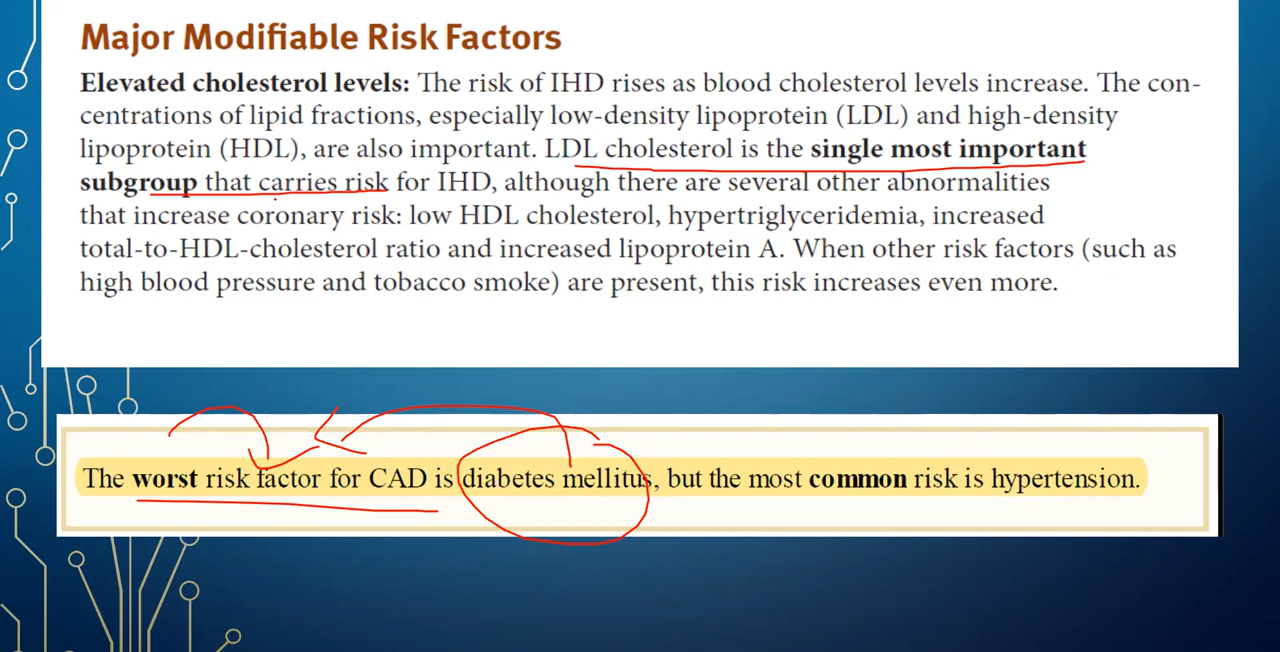 Major Modifiable Risk Factors
Elevated cholesterol levels: The risk of IHD rises as blood cholesterol levels increase. The con-
centrations of lipid fractions, especially low-density lipoprotein (LDL) and high-density
lipoprotein (HDL), are also important. LDL cholesterol is the single most important
subgroup that carries risk for IHD, although there are several other abnormalities
that increase coronary risk: low HDL cholesterol, hypertriglyceridemia, increased
total-to-HDL-cholesterol ratio and increased lipoprotein A. When other risk factors (such as
high blood pressure and tobacco smoke) are present, this risk increases even more.
The worst risk factor for CAD is diabetes mellitus, but the most common risk is hypertension.